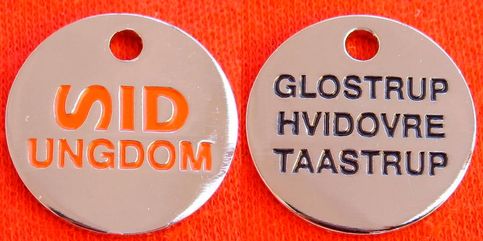 SID
UNGDOM
GLOSTRUP
HVIDOVRE
TAASTRUP